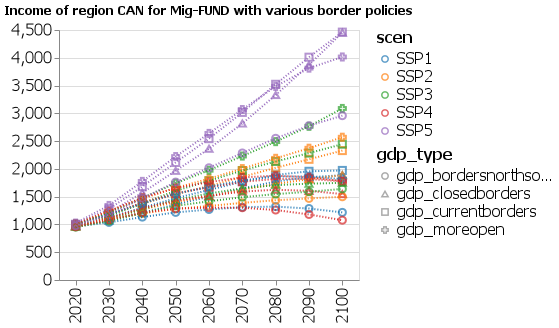 Income of region CAN for Mig-FUND with various border policies
4,500
4,000
3,500
3,000
2,500
2,000
1,500
1,000
500
0
2020
2030
2040
2050
2060
2070
2080
2090
2100
scen
SSP1
SSP2
SSP3
SSP4
SSP5
gdp_type
gdp_bordersnorthso...
gdp_closedborders
gdp_currentborders
gdp_moreopen